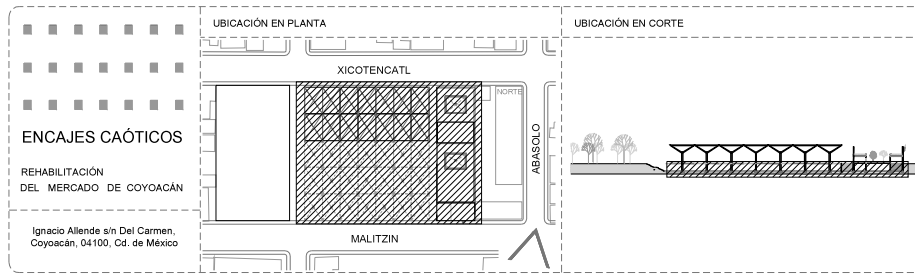 ENCAJES CAÓTICOS
REHABILITACIÓN
DEL MERCADO DE COYOACÁN
Ignacio Allende s/n Del Carmen,
Coyoacán, 04100, Cd. de México
UBICACIÓN EN PLANTA
XICOTENCATL
NORTE
ABASOLO
MALITZIN
UBICACIÓN EN CORTE